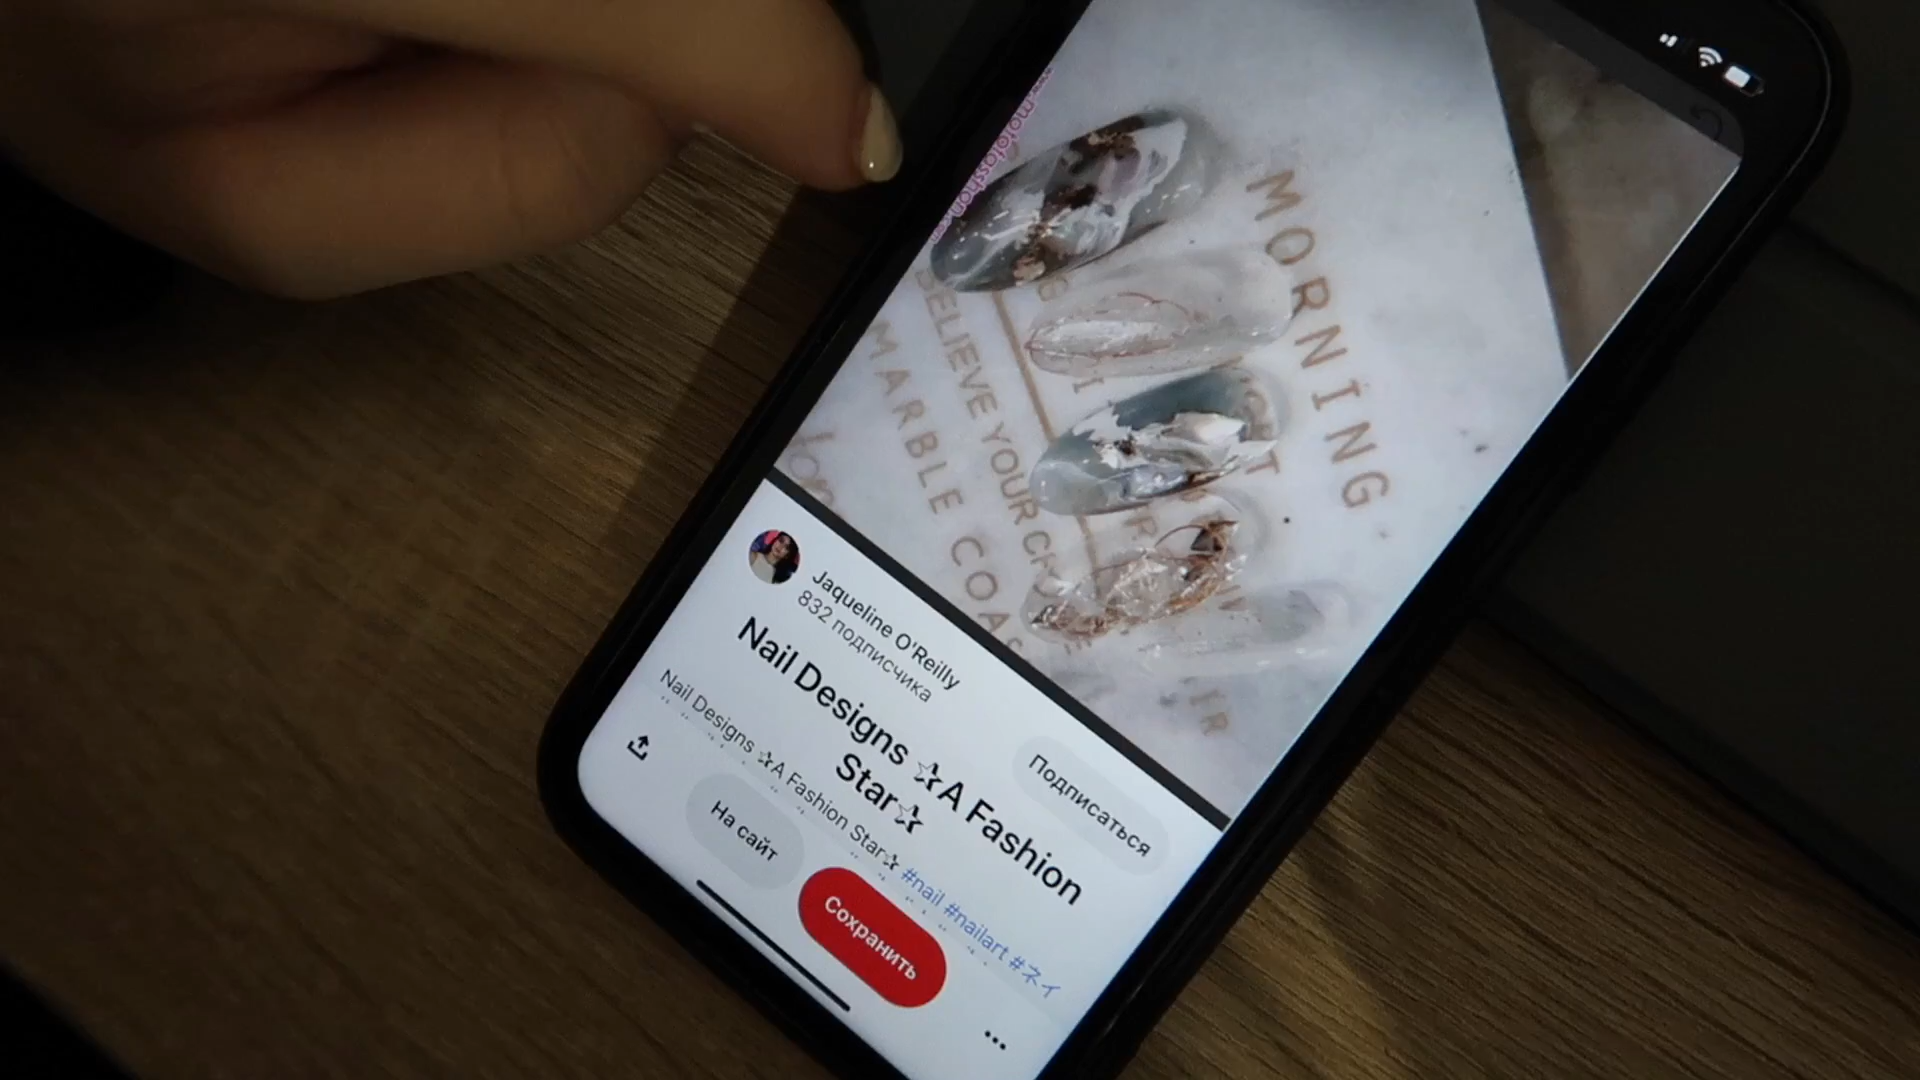 MORNING
BELIEVE YOUR
MARBLE COAS
Jaqueline O'Reilly
832 подписчика
Подписаться
Nail Designs ✰A Fashion
Star✰
Nail Designs ✰A Fashion Star✰ #nail #nailart #ネイ
На сайт
Сохранить
...